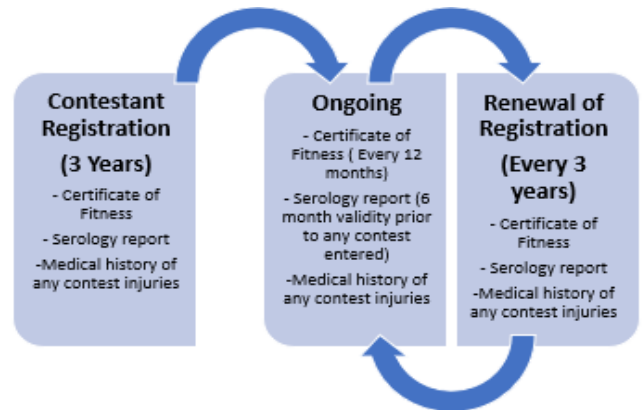 Contestant
Registration
(3 Years)
- Certificate of
Fitness
- Serology report
-Medical history of
any contest injuries
Ongoing
- Certificate of
Fitness ( Every 12
months)
- Serology report (6
month validity prior
to any contest
entered)
-Medical history of
any contest injuries
Renewal of
Registration
(Every 3
years)
- Certificate of
Fitness
- Serology report
-Medical history of
any contest injuries